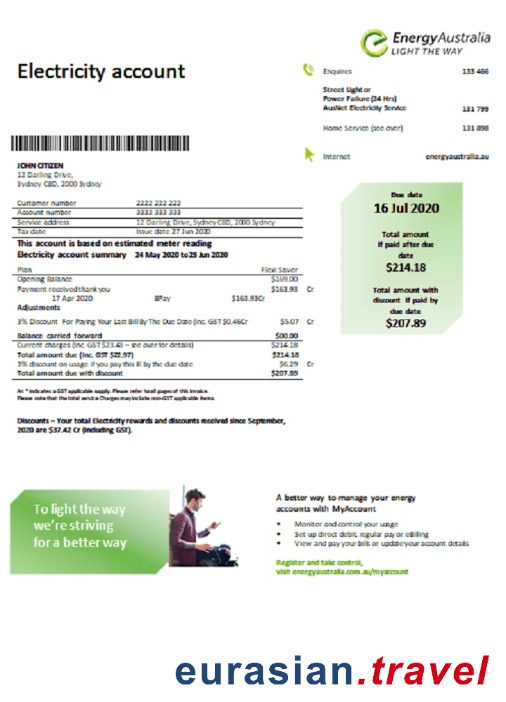 EnergyAustralia
LIGHT THE WAY
Electricity account
Enquires 133 466
Street Light or
Power Failure (24 Hrs)
AusNet Electricity Service 131 799
Home Service (see over) 131 898
Internet energyaustralia.au
JOHN CITIZEN
12 Darling Drive,
Sydney CBD, 2000 Sydney
Customer number 2222 222 222
Account number 3333 333 333
Service address 12 Darling Drive, Sydney CBD, 2000 Sydney
Tax date Issue date 27 Jun 2020
This account is based on estimated meter reading
Electricity account summary 24 May 2020 to 25 Jun 2020
Plan Flexi Saver
Opening Balance $169.00
Payment received thank you $163.93 Cr
17 Apr 2020 BPay $163.93Cr
Adjustments
3% Discount For Paying Your Last Bill By The Due Date (Inc. GST $0.46Cr $5.07 Cr
Balance carried forward $00.00
Current charges (inc. GST $23.43 – see over for details) $214.18
Total amount due (Inc. GST $22.97) $214.18
3% discount on usage if you pay this ill by the due date $6.29 Cr
Total amount due with discount $207.89
An * indicates a GST applicable supply. Please refer to all pages of this invoice.
Please note that the total service Charges may include non-GST applicable items
Discounts – Your total Electricity rewards and discounts received since September,
2020 are $37.42 Cr (including GST).
Due date
16 Jul 2020
Total amount
if paid after due
date
$214.18
Total amount with
discount if paid by
due date
$207.89
To light the way
we're striving
for a better way
A better way to manage your energy
accounts with MyAccount
• Monitor and control your usage
• Set up direct debit, regular pay or eBilling
• View and pay your bills or update your account details
Register and take control,
visit energyaustralia.com.au/myaccount
eurasian.travel